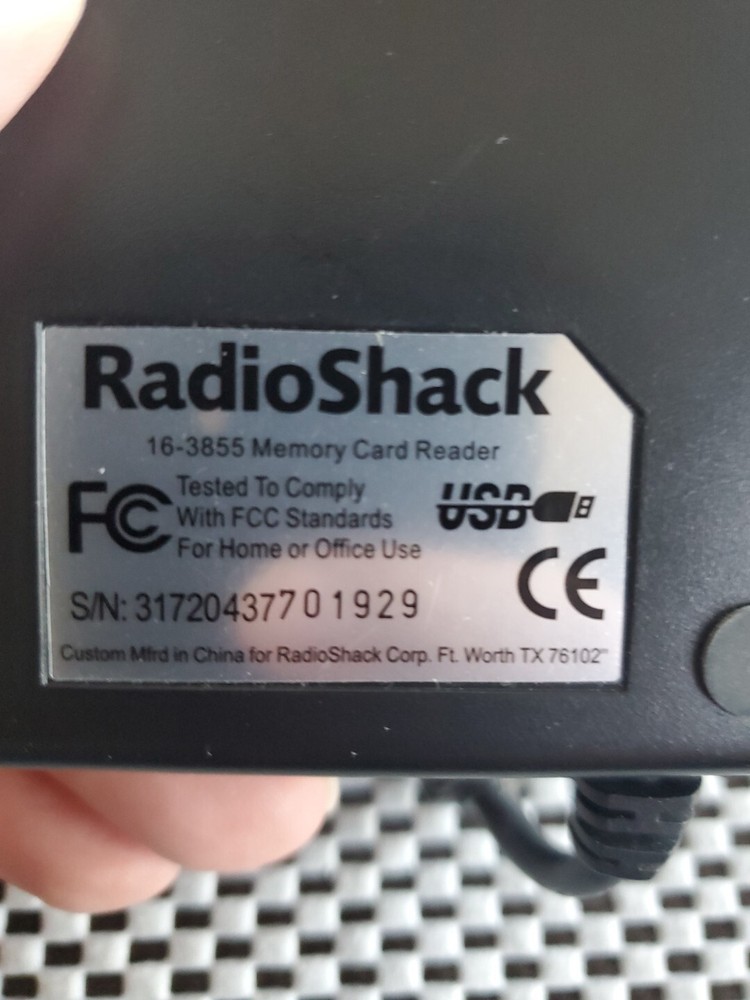 RadioShack
16-3855 Memory Card Reader
FC Tested To Comply
With FCC Standards
For Home or Office Use
USB
CE
S/N: 31720437701929
Custom Mfrd in China for RadioShack Corp. Ft. Worth TX 76102"